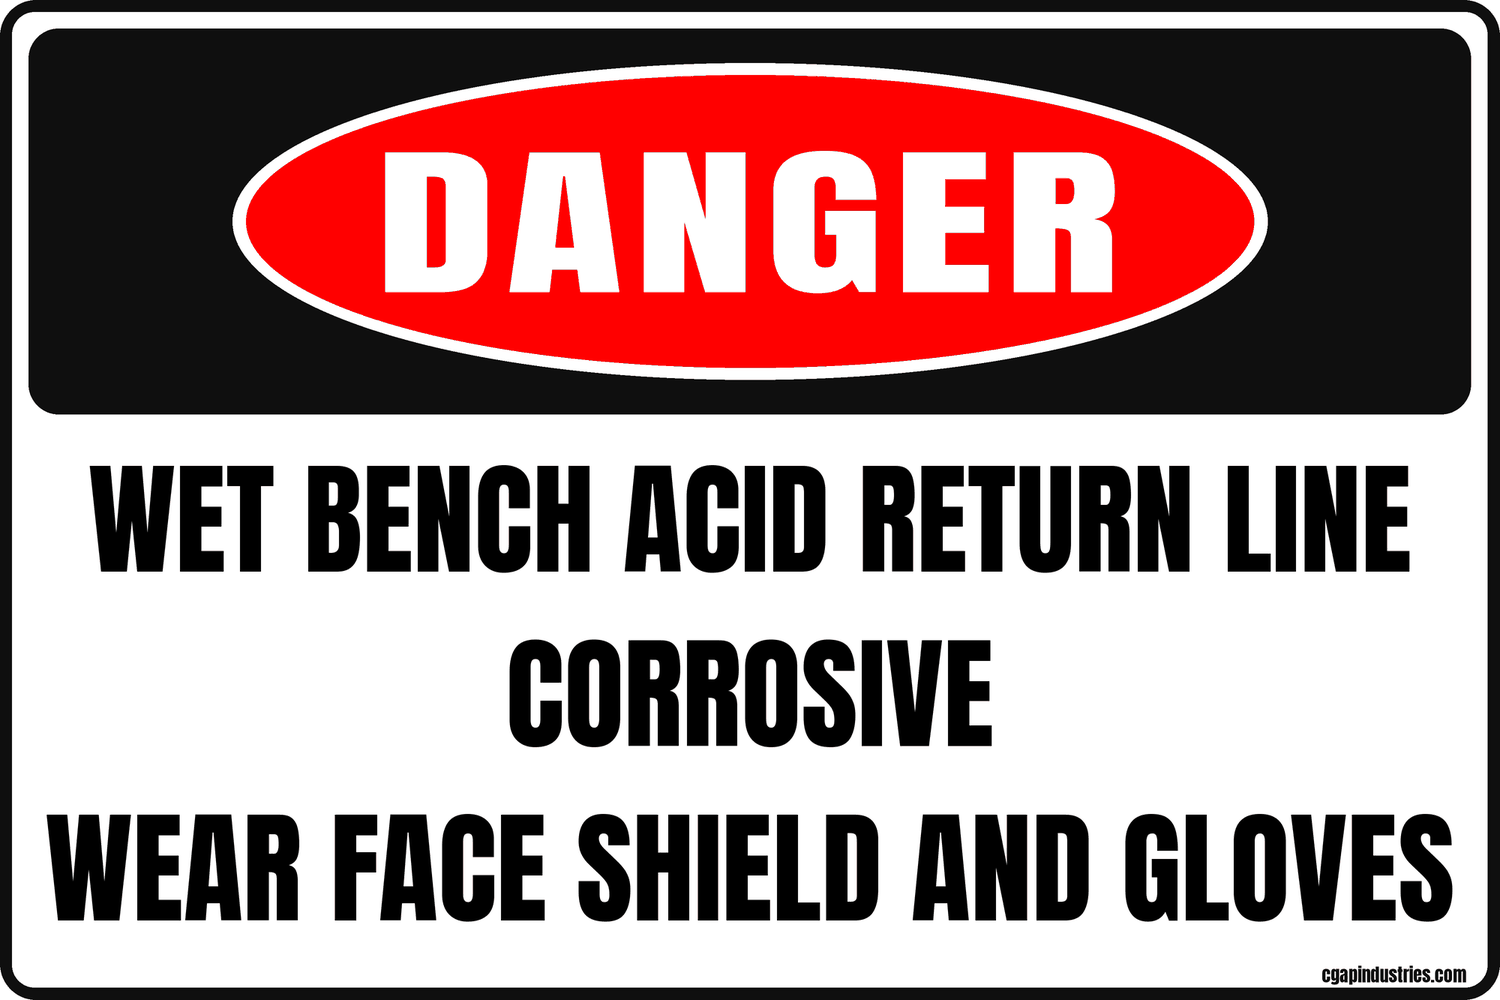 DANGER
WET BENCH ACID RETURN LINE
CORROSIVE
WEAR FACE SHIELD AND GLOVES
cgapindustries.com